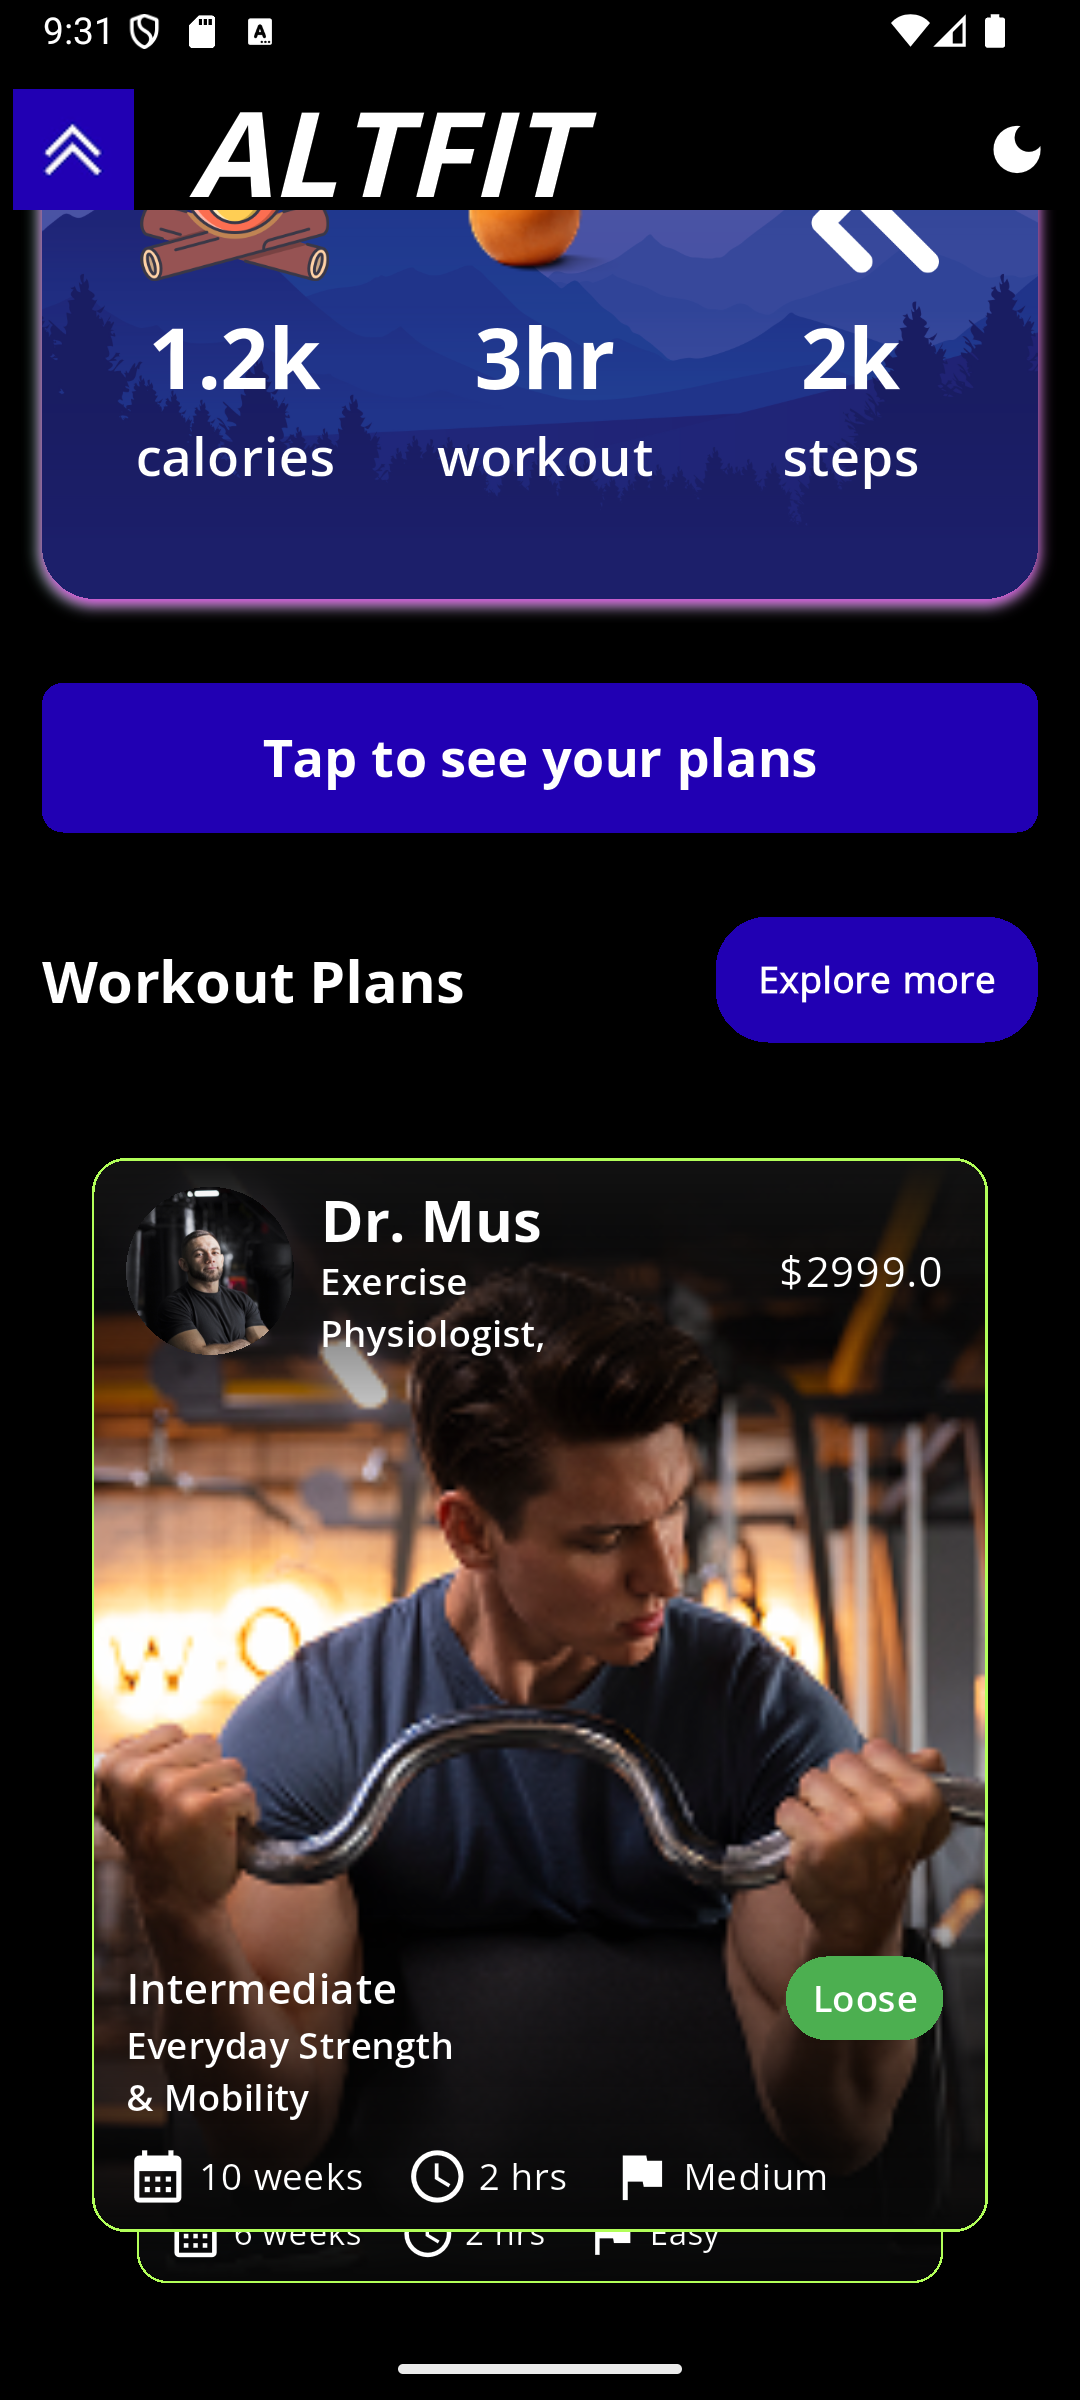 9:31
ALTFIT
1.2k 3hr 2k
calories workout steps
Tap to see your plans
Workout Plans
Explore more
Dr. Mus
Exercise
Physiologist,
$2999.0
W O
Intermediate
Loose
Everyday Strength
& Mobility
10 weeks 2 hrs Medium
6 weeks 2 hrs Easy